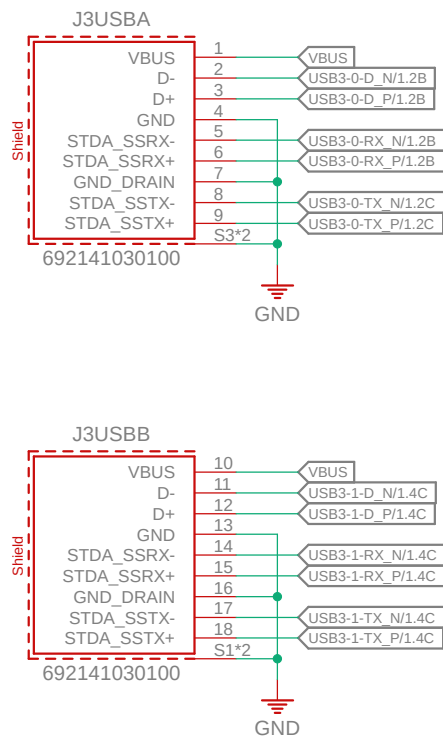 J3USBA
VBUS 1 VBUS
D- 2 USB3-0-D_N/1.2B
D+ 3 USB3-0-D_P/1.2B
GND 4
STDA_SSRX- 5 USB3-0-RX_N/1.2B
STDA_SSRX+ 6 USB3-0-RX_P/1.2B
GND_DRAIN 7
STDA_SSTX- 8 USB3-0-TX_N/1.2C
STDA_SSTX+ 9 USB3-0-TX_P/1.2C
Shield
S3*2
692141030100
GND
J3USBB
VBUS 10 VBUS
D- 11 USB3-1-D_N/1.4C
D+ 12 USB3-1-D_P/1.4C
GND 13
STDA_SSRX- 14 USB3-1-RX_N/1.4C
STDA_SSRX+ 15 USB3-1-RX_P/1.4C
GND_DRAIN 16
STDA_SSTX- 17 USB3-1-TX_N/1.4C
STDA_SSTX+ 18 USB3-1-TX_P/1.4C
Shield
S1*2
692141030100
GND